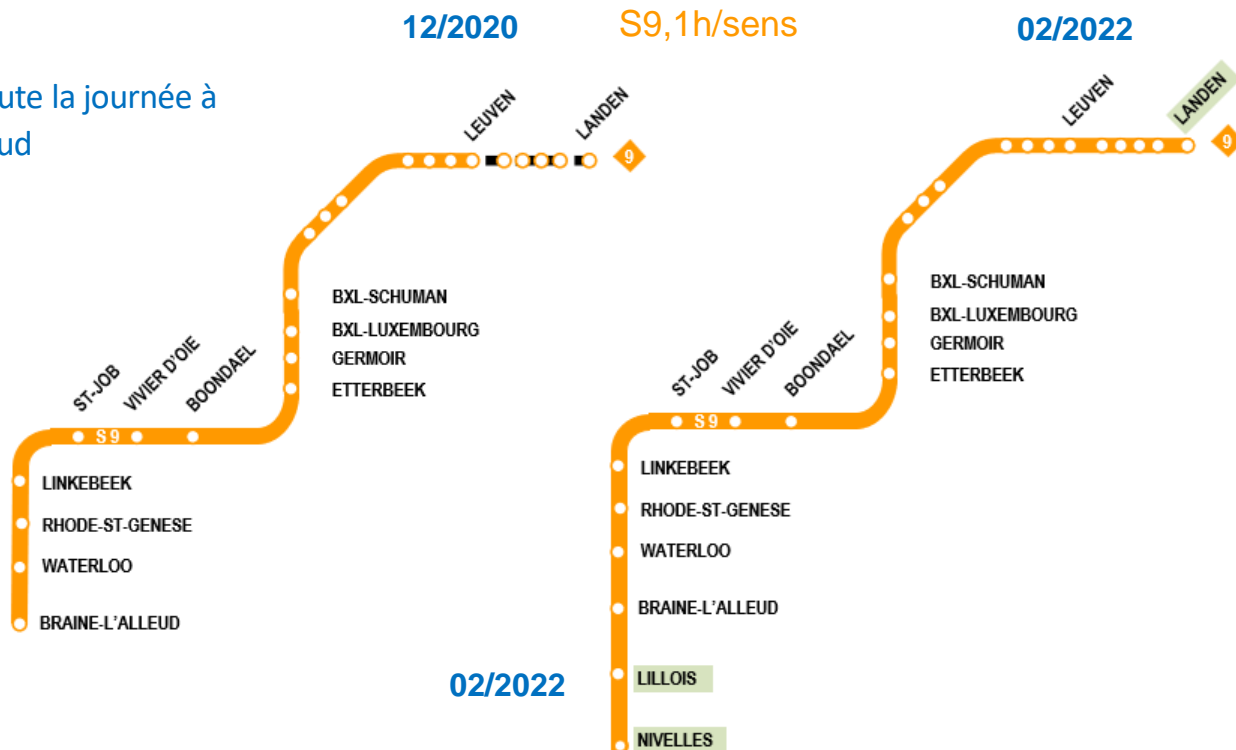 12/2020
S9,1h/sens
02/2022
ute la journée à
ud
LEUVEN
LANDEN
9
BXL-SCHUMAN
BXL-LUXEMBOURG
GERMOIR
ETTERBEEK
ST-JOB
VIVIER D'OIE
BOONDAEL
S9
LINKEBEEK
RHODE-ST-GENESE
WATERLOO
BRAINE-L'ALLEUD
LEUVEN
LANDEN
9
BXL-SCHUMAN
BXL-LUXEMBOURG
GERMOIR
ETTERBEEK
ST-JOB
VIVIER D'OIE
BOONDAEL
S9
LINKEBEEK
RHODE-ST-GENESE
WATERLOO
BRAINE-L'ALLEUD
02/2022
LILLOIS
NIVELLES